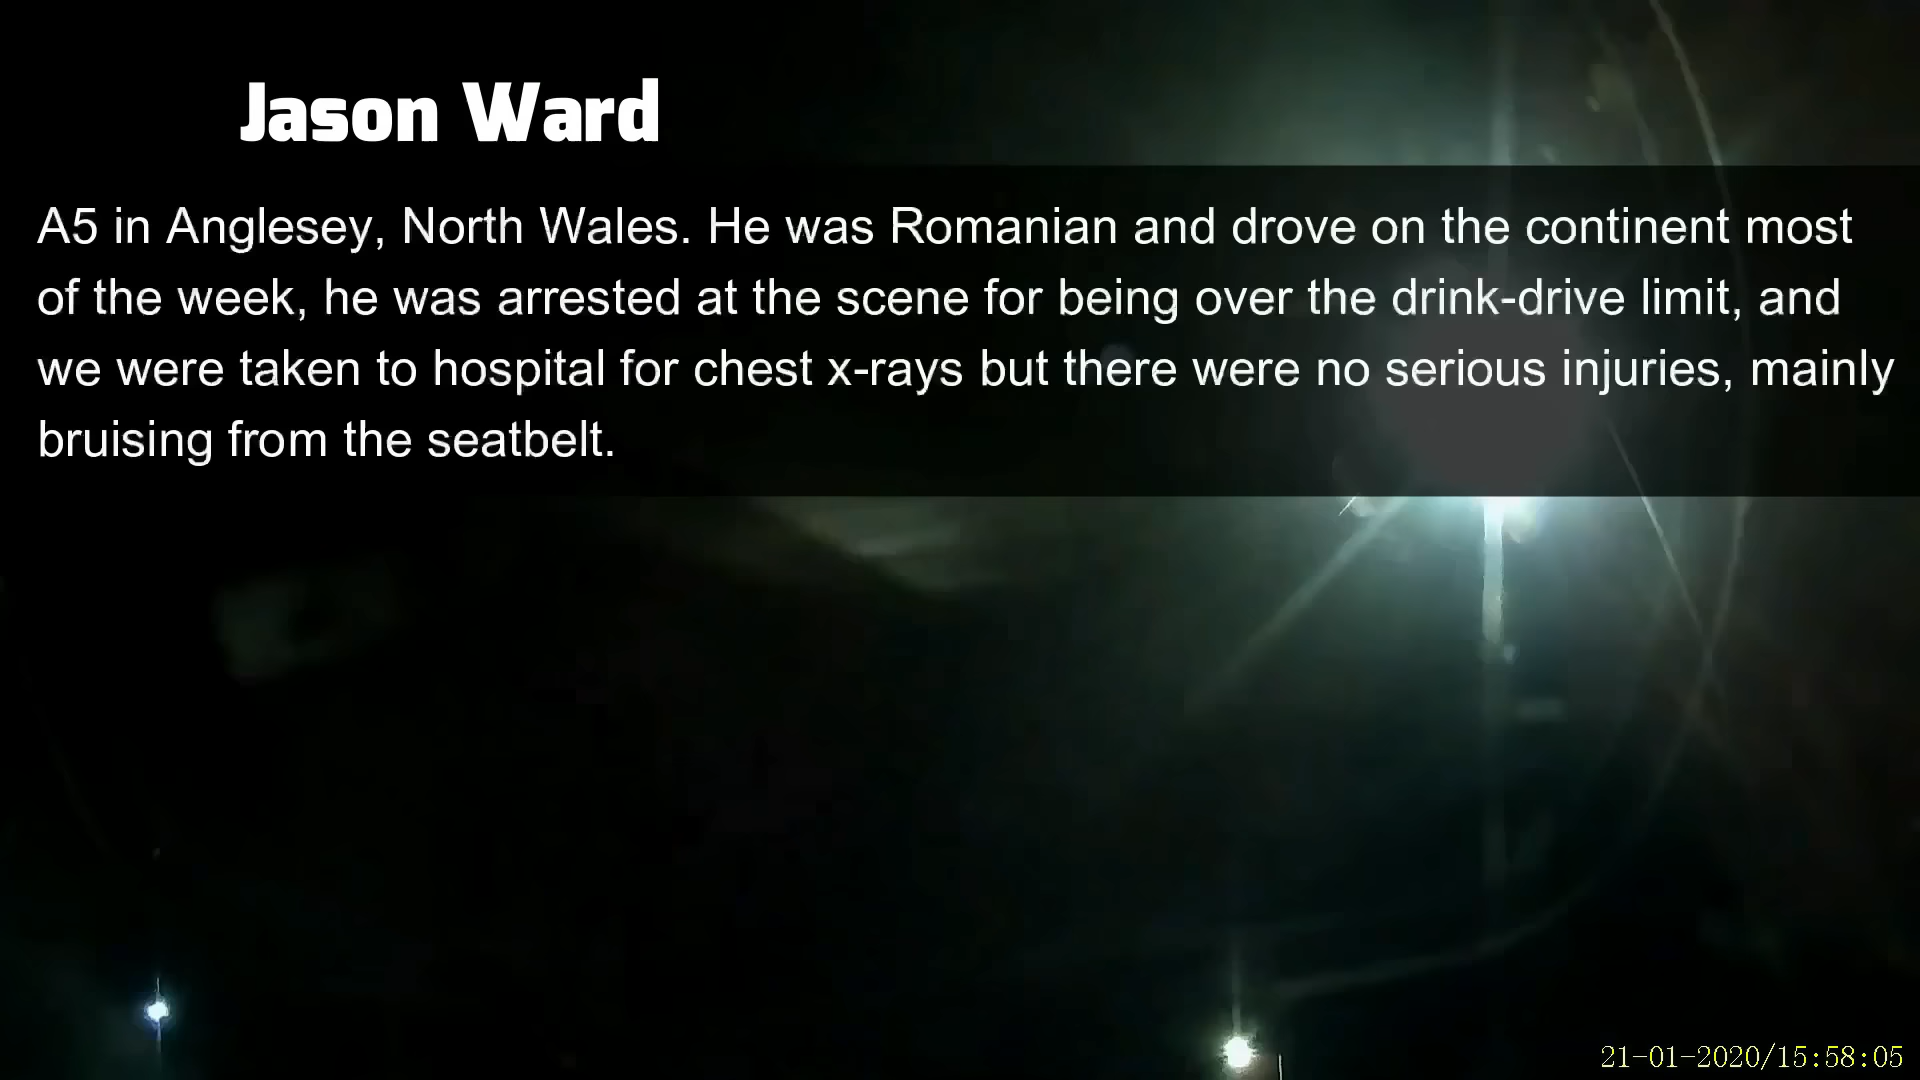 Jason Ward
A5 in Anglesey, North Wales. He was Romanian and drove on the continent most
of the week, he was arrested at the scene for being over the drink-drive limit, and
we were taken to hospital for chest x-rays but there were no serious injuries, mainly
bruising from the seatbelt.
21-01-2020/15:58:05